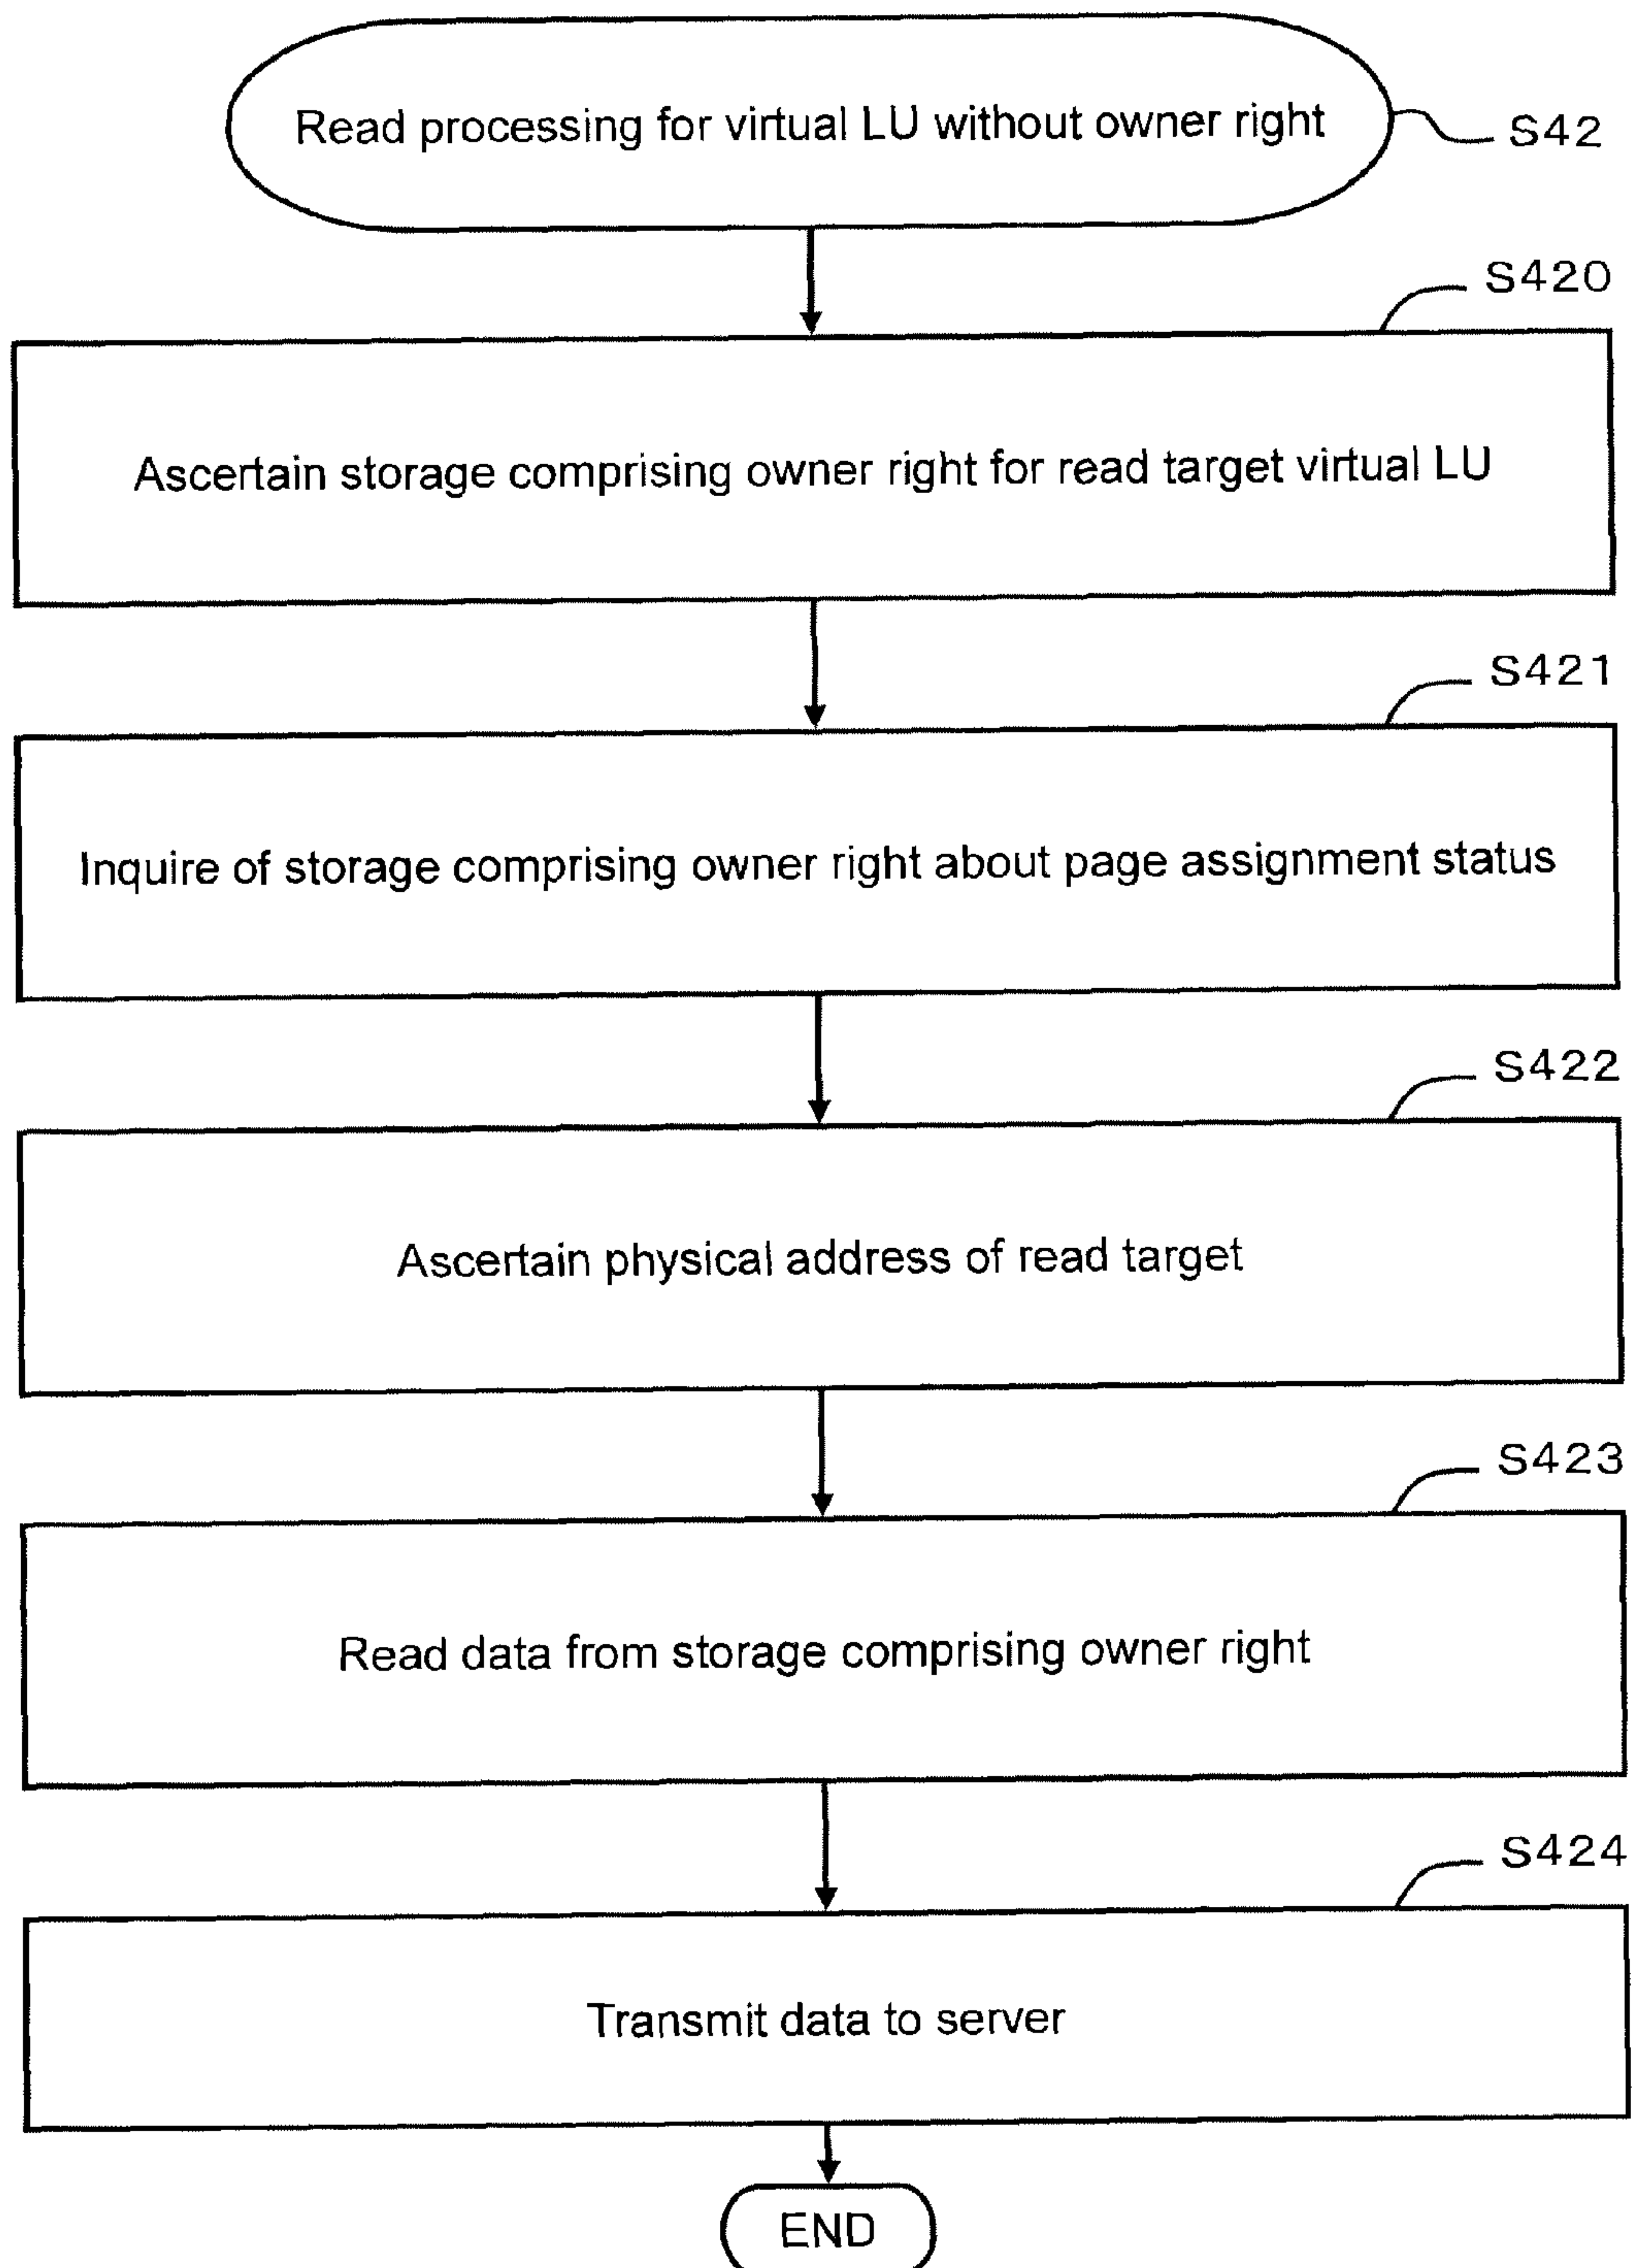 Read processing for virtual LU without owner right
S42
S420
Ascertain storage comprising owner right for read target virtual LU
S421
Inquire of storage comprising owner right about page assignment status
S422
Ascertain physical address of read target
S423
Read data from storage comprising owner right
S424
Transmit data to server
END